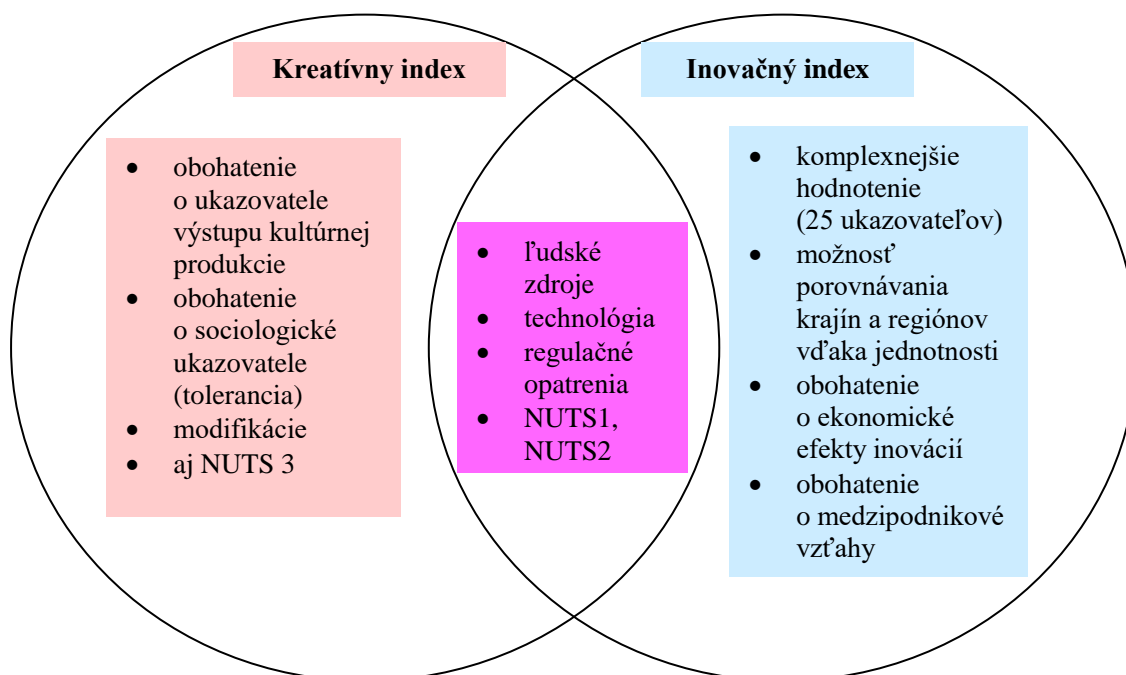 Kreatívny index
• obohatenie
o ukazovatele
výstupu kultúrnej
produkcie
• obohatenie
o sociologické
ukazovatele
(tolerancia)
• modifikácie
• aj NUTS 3
• ľudské
zdroje
• technológia
• regulačné
opatrenia
• NUTS1,
NUTS2
Inovačný index
• komplexnejšie
hodnotenie
(25 ukazovateľov)
• možnosť
porovnávania
krajín a regiónov
vďaka jednotnosti
• obohatenie
o ekonomické
efekty inovácií
• obohatenie
o medzipodnikové
vzťahy